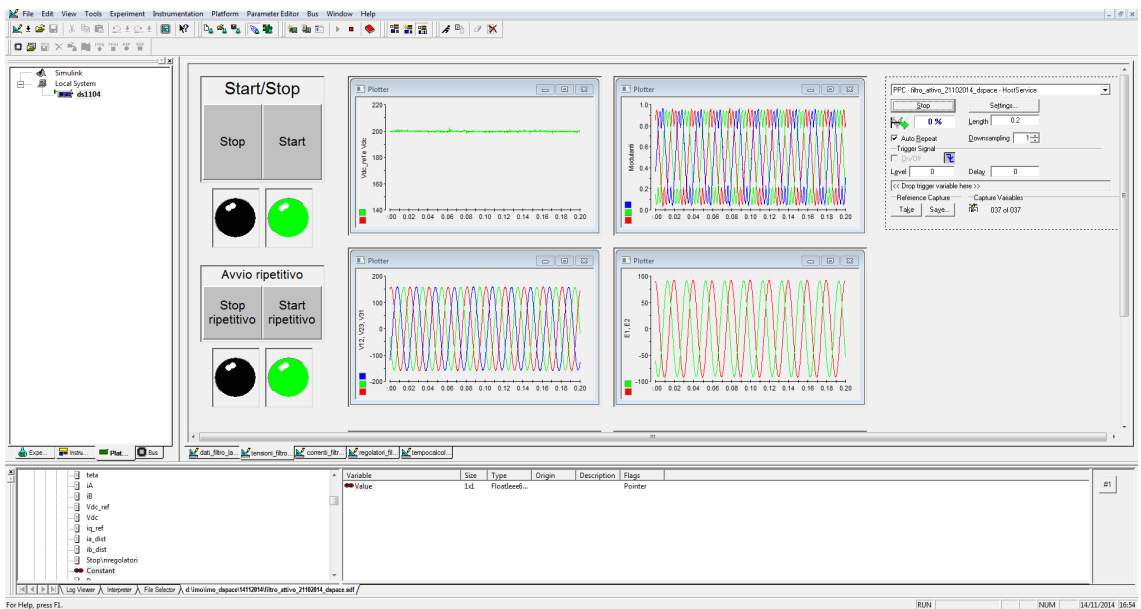 File Edit View Tools Experiment Instrumentation Platform Parameter Editor Bus Window Help
Simulink
Local System
ds1104
Expe... Instru... Plat... Bus
Start/Stop
Stop Start
Avvio ripetitivo
Stop ripetitivo Start ripetitivo
Plotter
Vdc_ref e Vdc
220
200
180
160
140
.00 0.02 0.04 0.06 0.08 0.10 0.12 0.14 0.16 0.18 0.20
Plotter
Modulanti
1.0
0.8
0.6
0.4
0.2
0.0
.00 0.02 0.04 0.06 0.08 0.10 0.12 0.14 0.16 0.18 0.20
Plotter
V12, V23, V31
200
100
0
-100
-200
.00 0.02 0.04 0.06 0.08 0.10 0.12 0.14 0.16 0.18 0.20
Plotter
E1, E2
100
50
0
-50
-100
.00 0.02 0.04 0.06 0.08 0.10 0.12 0.14 0.16 0.18 0.20
PPC - filtro_attivo_21102014_dspace - HostService
Stop Settings...
0 % Length 0.2
Auto Repeat Downsampling 1
Trigger Signal
On/Off
Level 0 Delay 0
<< Drop trigger variable here >>
Reference Capture Capture Variables
Take Save... 037 of 037
dati_filtro_la... tensioni_filtro... correnti_filtr... regolatori_fil... tempocalcol...
teta
iA
iB
Vdc_ref
Vdc
iq_ref
ia_dist
ib_dist
Stop\nregolatori
Constant
Variable Size Type Origin Description Flags
Value 1x1 FloatIeee6... Pointer
#1
Log Viewer Interpreter File Selector d:\imo\imo_dspace\14112014\filtro_attivo_21102014_dspace.sdf
For Help, press F1. RUN NUM 14/11/2014 16:54